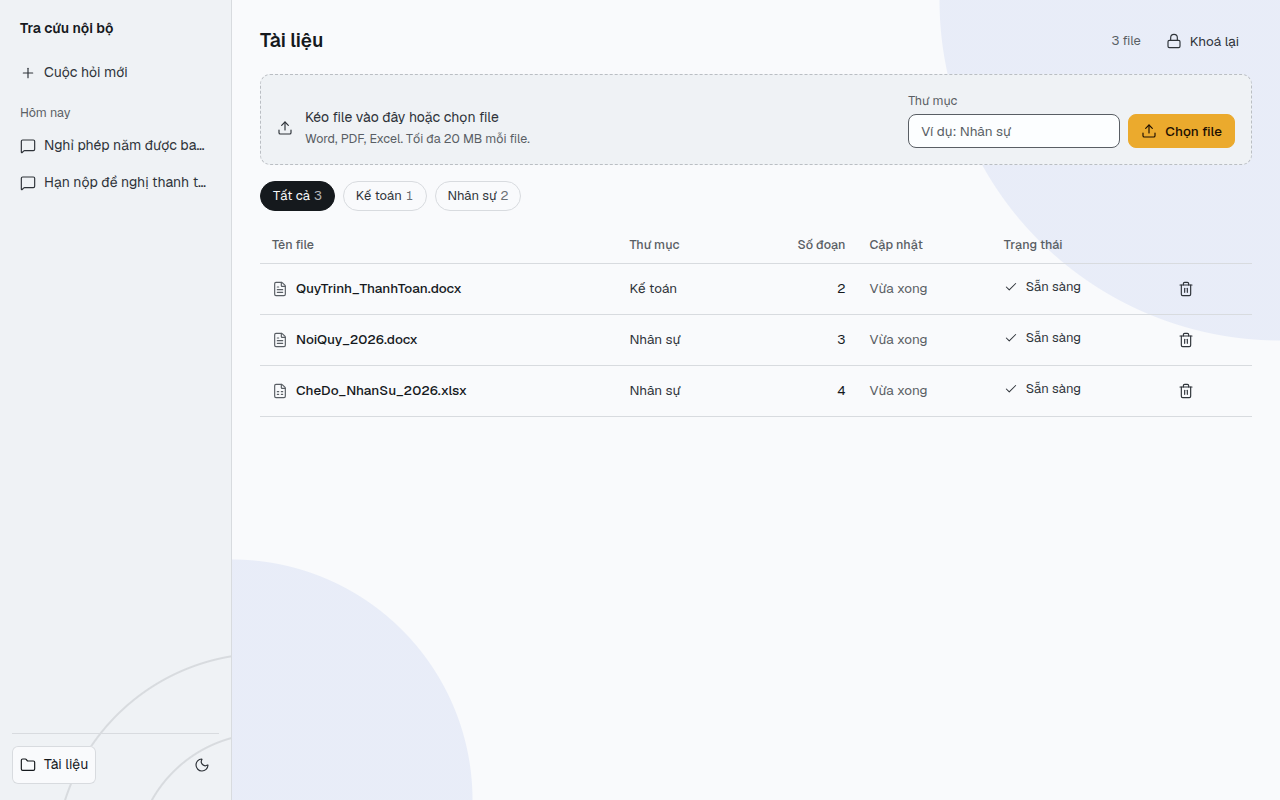 Tra cứu nội bộ
Cuộc hỏi mới
Hôm nay
Nghỉ phép năm được ba...
Hạn nộp đề nghị thanh t...
Tài liệu
Tài liệu
3 file
Khoá lại
Kéo file vào đây hoặc chọn file
Word, PDF, Excel. Tối đa 20 MB mỗi file.
Thư mục
Ví dụ: Nhân sự
Chọn file
Tất cả 3
Kế toán 1
Nhân sự 2
Tên file Thư mục Số đoạn Cập nhật Trạng thái
QuyTrinh_ThanhToan.docx Kế toán 2 Vừa xong Sẵn sàng
NoiQuy_2026.docx Nhân sự 3 Vừa xong Sẵn sàng
CheDo_NhanSu_2026.xlsx Nhân sự 4 Vừa xong Sẵn sàng